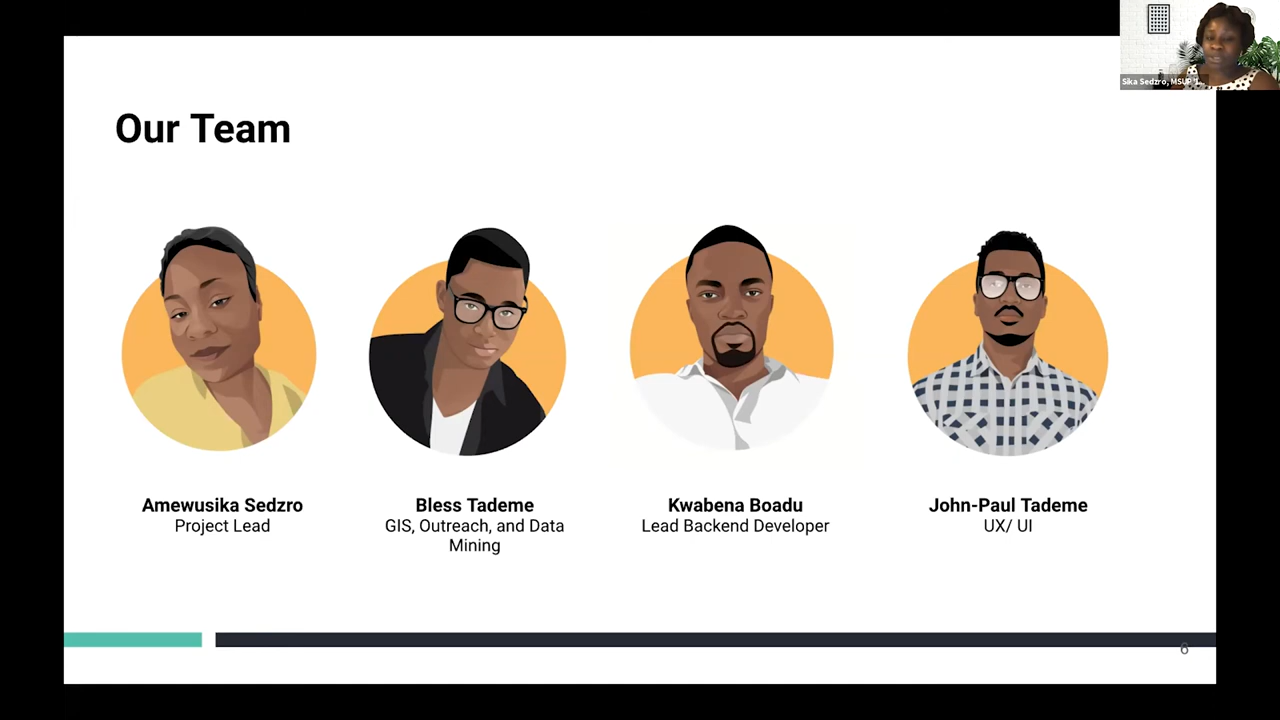 Sika Sedzro, MSUP
Our Team
Amewusika Sedzro
Project Lead
Bless Tademe
GIS, Outreach, and Data
Mining
Kwabena Boadu
Lead Backend Developer
John-Paul Tademe
UX/ UI
6